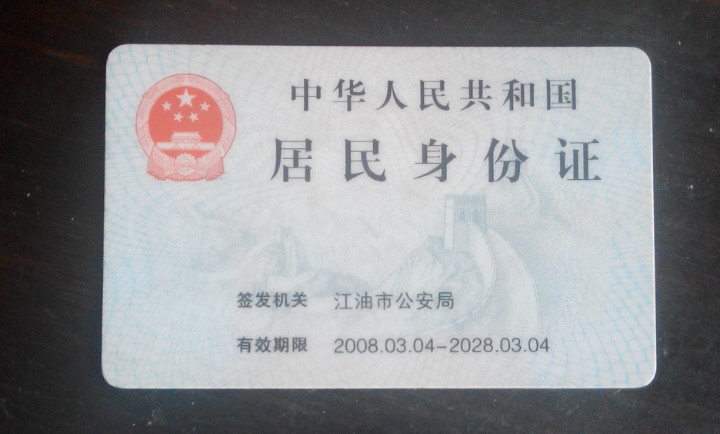 中华人民共和国
居民身份证
签发机关 江油市公安局
有效期限 2008.03.04-2028.03.04